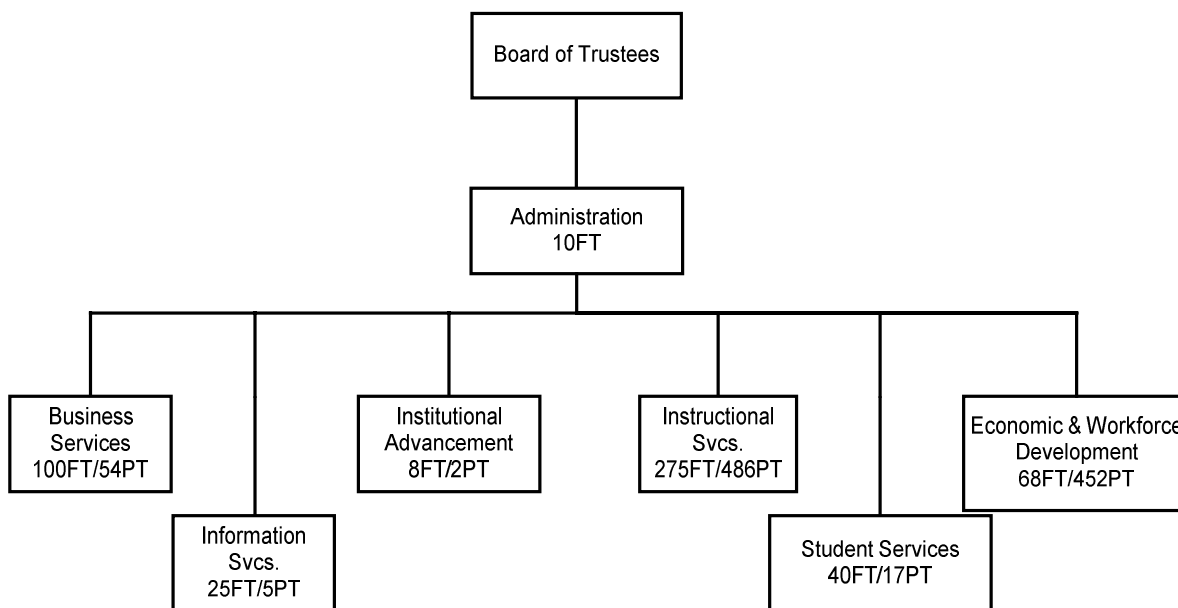 Board of Trustees
Administration
10FT
Business
Services
100FT/54PT
Institutional
Advancement
8FT/2PT
Instructional
Svcs.
275FT/486PT
Economic & Workforce
Development
68FT/452PT
Information
Svcs.
25FT/5PT
Student Services
40FT/17PT